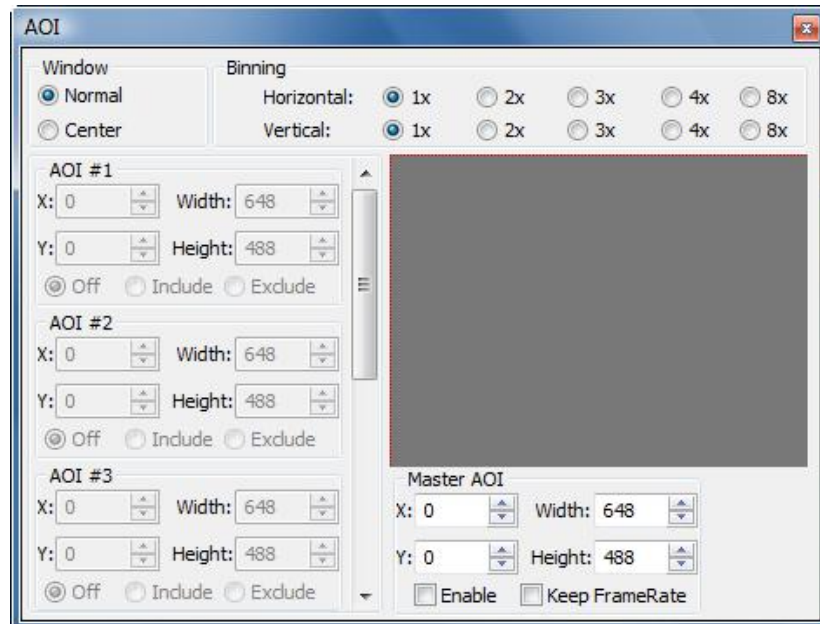 AOI
Window
Normal
Center
Binning
Horizontal: 1x 2x 3x 4x 8x
Vertical: 1x 2x 3x 4x 8x
AOI #1
X: 0 Width: 648
Y: 0 Height: 488
Off Include Exclude
AOI #2
X: 0 Width: 648
Y: 0 Height: 488
Off Include Exclude
AOI #3
X: 0 Width: 648
Y: 0 Height: 488
Off Include Exclude
Master AOI
X: 0 Width: 648
Y: 0 Height: 488
Enable Keep FrameRate